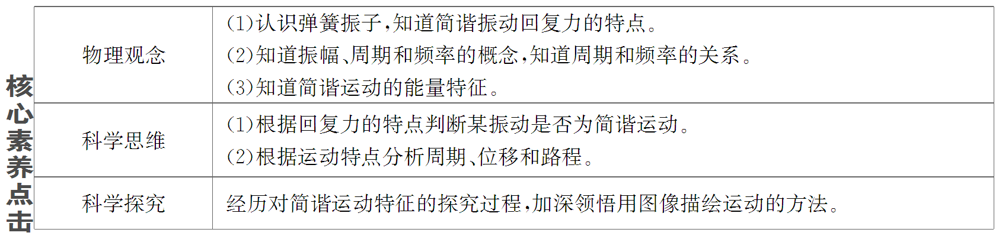 核心素养点击
物理观念
(1)认识弹簧振子,知道简谐振动回复力的特点。
(2)知道振幅、周期和频率的概念,知道周期和频率的关系。
(3)知道简谐运动的能量特征。
科学思维
(1)根据回复力的特点判断某振动是否为简谐运动。
(2)根据运动特点分析周期、位移和路程。
科学探究
经历对简谐运动特征的探究过程,加深领悟用图像描绘运动的方法。